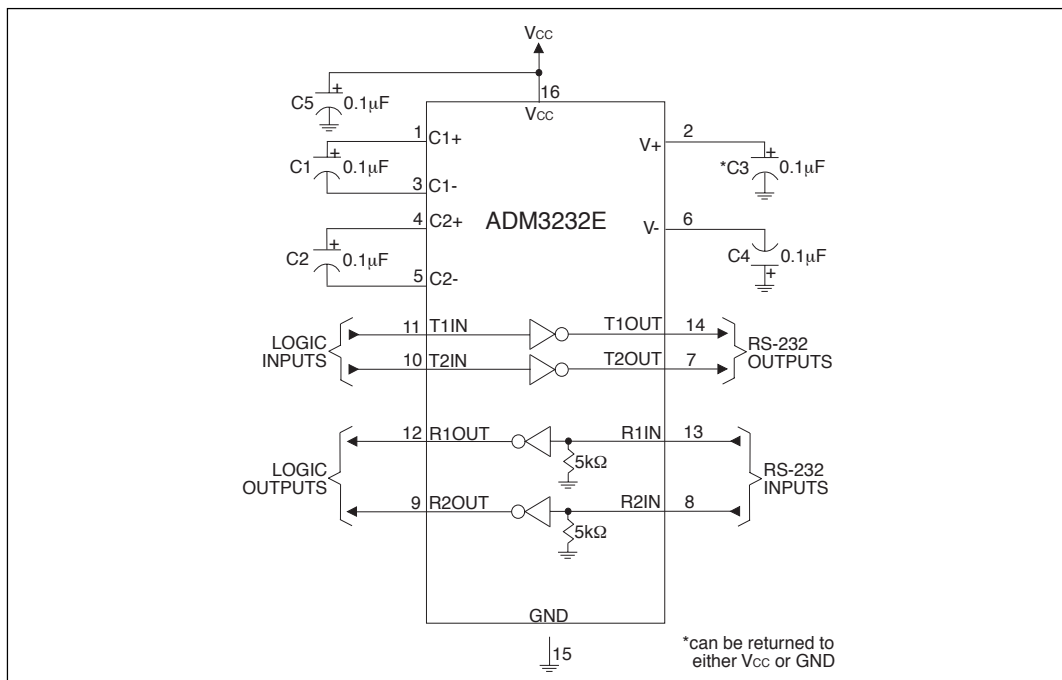 VCC
C5
+
0.1µF
16
VCC
1
C1+
C1
+
0.1µF
3
C1-
V+
2
*C3
+
0.1µF
4
C2+
ADM3232E
V-
6
C2
+
0.1µF
5
C2-
C4
0.1µF
+
LOGIC
INPUTS
11 T1IN
T1OUT 14
10 T2IN
T2OUT 7
RS-232
OUTPUTS
LOGIC
OUTPUTS
12 R1OUT
R1IN 13
5kΩ
9 R2OUT
R2IN 8
5kΩ
RS-232
INPUTS
GND
15
*can be returned to
either VCC or GND